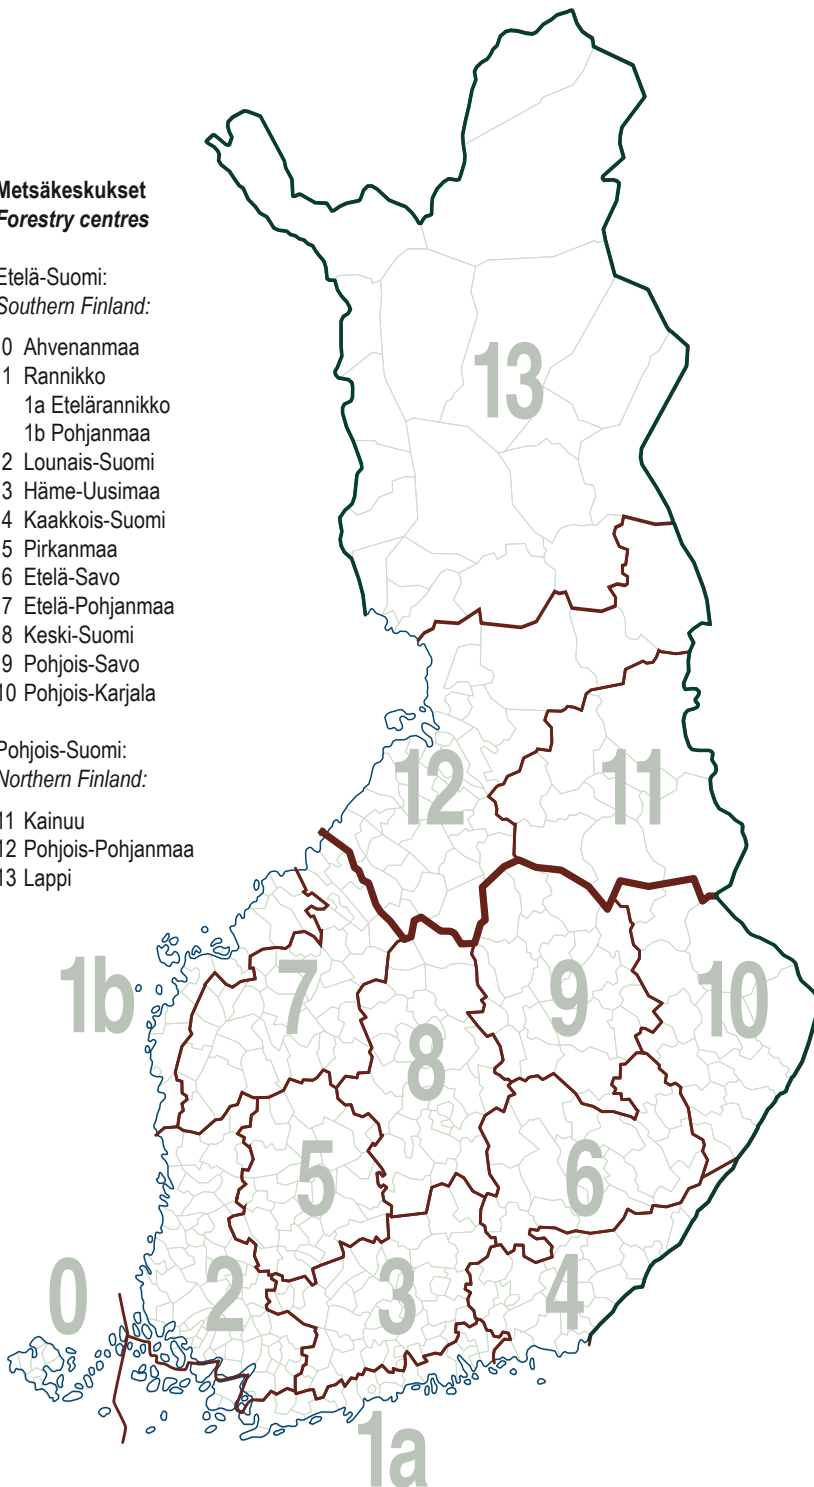 Metsäkeskukset
Forestry centres
Etelä-Suomi:
Southern Finland:
0 Ahvenanmaa
1 Rannikko
1a Etelärannikko
1b Pohjanmaa
2 Lounais-Suomi
3 Häme-Uusimaa
4 Kaakkois-Suomi
5 Pirkanmaa
6 Etelä-Savo
7 Etelä-Pohjanmaa
8 Keski-Suomi
9 Pohjois-Savo
10 Pohjois-Karjala
Pohjois-Suomi:
Northern Finland:
11 Kainuu
12 Pohjois-Pohjanmaa
13 Lappi
13
12
11
1b
7
9
10
8
5
6
0
2
3
4
1a